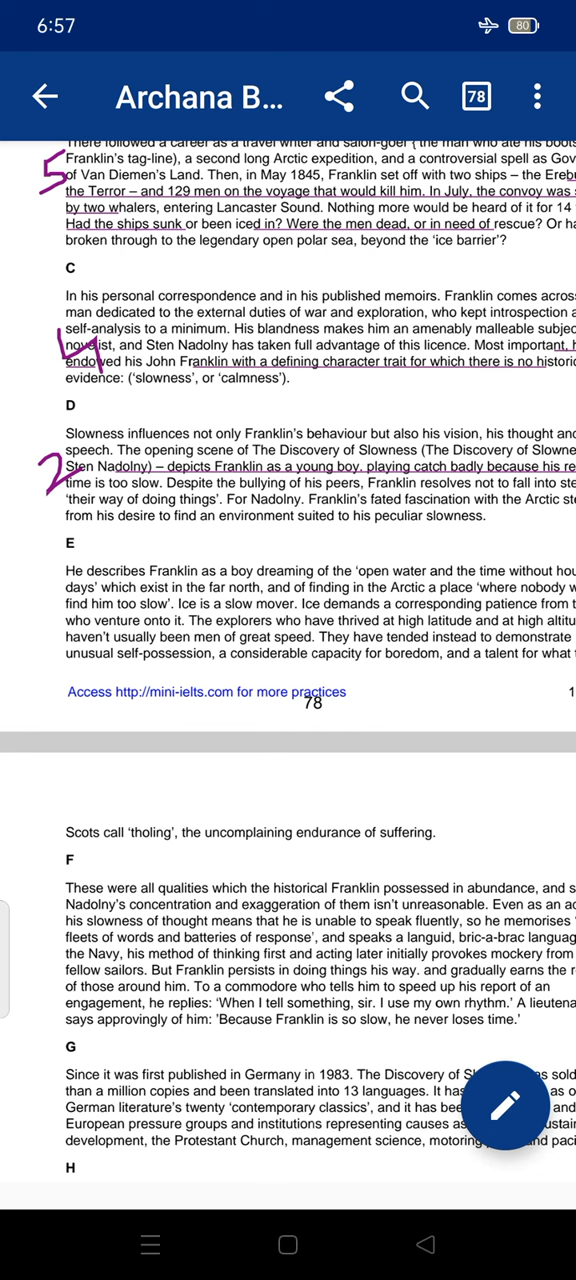 6:57
80
Archana B...
78
There followed a career as a travel writer and salon-goer ( the man who ate his boots
5
Franklin's tag-line), a second long Arctic expedition, and a controversial spell as Gov
of Van Diemen's Land. Then, in May 1845, Franklin set off with two ships – the Erebu
the Terror – and 129 men on the voyage that would kill him. In July, the convoy was s
by two whalers, entering Lancaster Sound. Nothing more would be heard of it for 14
Had the ships sunk or been iced in? Were the men dead, or in need of rescue? Or ha
broken through to the legendary open polar sea, beyond the 'ice barrier'?
C
In his personal correspondence and in his published memoirs. Franklin comes across
man dedicated to the external duties of war and exploration, who kept introspection a
self-analysis to a minimum. His blandness makes him an amenably malleable subjec
4
novelist, and Sten Nadolny has taken full advantage of this licence. Most important, h
endowed his John Franklin with a defining character trait for which there is no historic
evidence: ('slowness', or 'calmness').
D
Slowness influences not only Franklin's behaviour but also his vision, his thought and
speech. The opening scene of The Discovery of Slowness (The Discovery of Slowne
2
Sten Nadolny) – depicts Franklin as a young boy, playing catch badly because his re
time is too slow. Despite the bullying of his peers, Franklin resolves not to fall into ste
'their way of doing things'. For Nadolny. Franklin's fated fascination with the Arctic ste
from his desire to find an environment suited to his peculiar slowness.
E
He describes Franklin as a boy dreaming of the 'open water and the time without hou
days' which exist in the far north, and of finding in the Arctic a place 'where nobody w
find him too slow'. Ice is a slow mover. Ice demands a corresponding patience from t
who venture onto it. The explorers who have thrived at high latitude and at high altitu
haven't usually been men of great speed. They have tended instead to demonstrate
unusual self-possession, a considerable capacity for boredom, and a talent for what t
Access http://mini-ielts.com for more practices 1
78
Scots call 'tholing', the uncomplaining endurance of suffering.
F
These were all qualities which the historical Franklin possessed in abundance, and s
Nadolny's concentration and exaggeration of them isn't unreasonable. Even as an ad
his slowness of thought means that he is unable to speak fluently, so he memorises '
fleets of words and batteries of response', and speaks a languid, bric-a-brac languag
the Navy, his method of thinking first and acting later initially provokes mockery from
fellow sailors. But Franklin persists in doing things his way. and gradually earns the r
of those around him. To a commodore who tells him to speed up his report of an
engagement, he replies: 'When I tell something, sir. I use my own rhythm.' A lieutena
says approvingly of him: 'Because Franklin is so slow, he never loses time.'
G
Since it was first published in Germany in 1983. The Discovery of Sl as sold
than a million copies and been translated into 13 languages. It has as o
German literature's twenty 'contemporary classics', and it has bee and
European pressure groups and institutions representing causes as ustain
development, the Protestant Church, management science, motoring nd paci
H